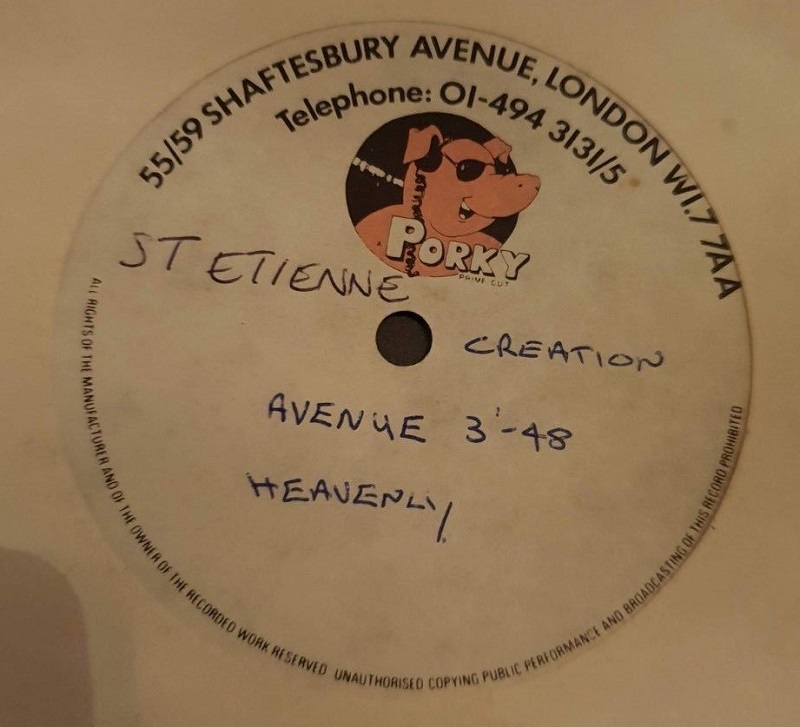 55/59 SHAFTESBURY AVENUE, LONDON W1.7 7AA
Telephone: 01-494 3131/5
PORKY
PRIME CUT
ST ETIENNE
CREATION
AVENUE 3'-48
HEAVENLY
ALL RIGHTS OF THE MANUFACTURER AND OF THE OWNER OF THE RECORDED WORK RESERVED UNAUTHORISED COPYING PUBLIC PERFORMANCE AND BROADCASTING OF THIS RECORD PROHIBITED